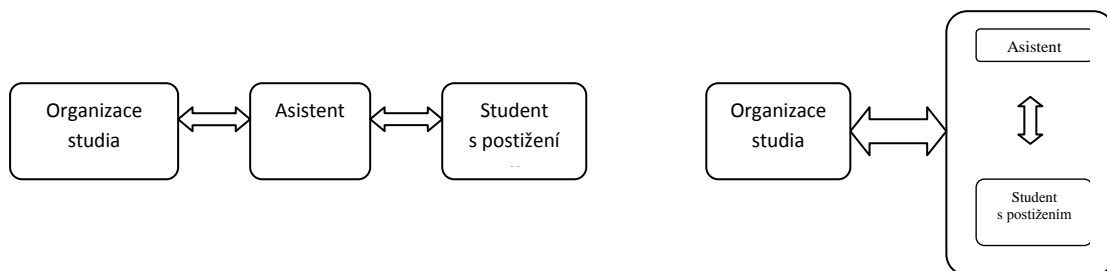 Organizace
studia
Asistent
Student
s postižení
Organizace
studia
Asistent
Student
s postižením